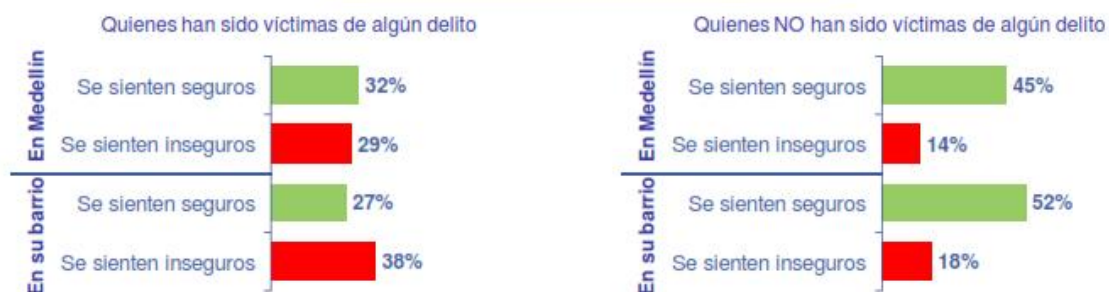 Quienes han sido víctimas de algún delito
En Medellín
Se sienten seguros 32%
Se sienten inseguros 29%
En su barrio
Se sienten seguros 27%
Se sienten inseguros 38%
Quienes NO han sido víctimas de algún delito
En Medellín
Se sienten seguros 45%
Se sienten inseguros 14%
En su barrio
Se sienten seguros 52%
Se sienten inseguros 18%